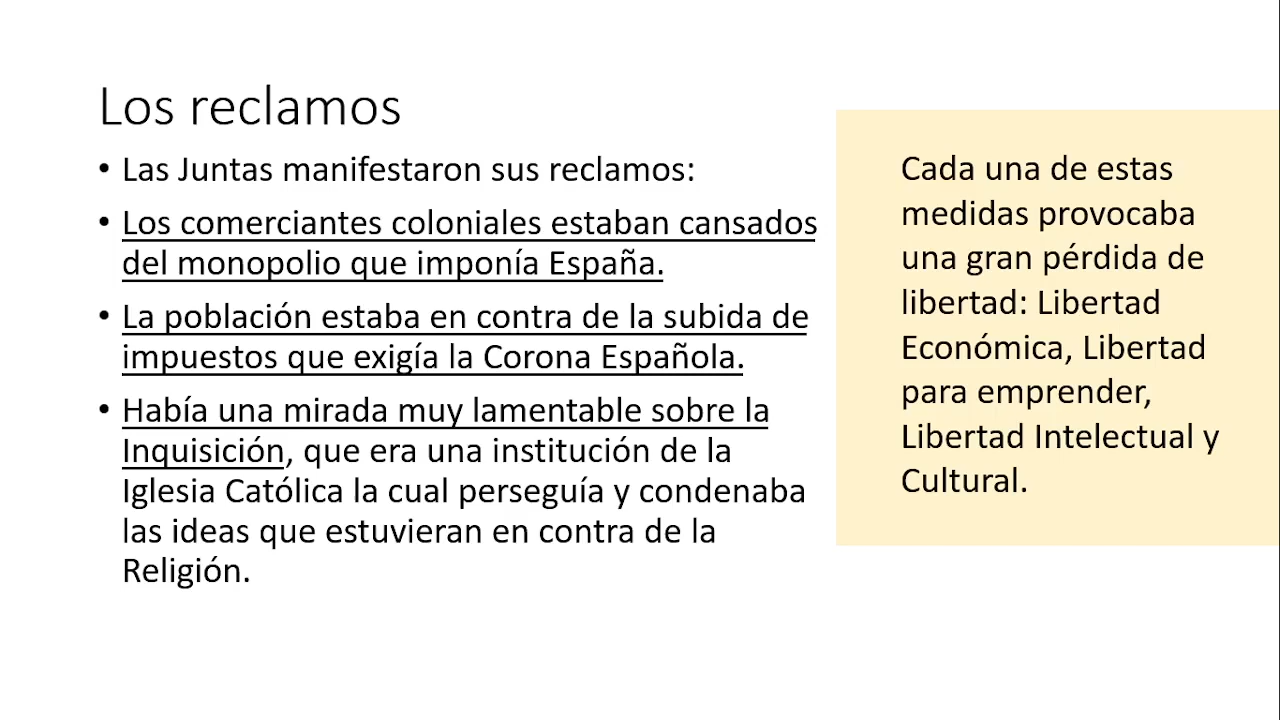 Los reclamos
• Las Juntas manifestaron sus reclamos:
• Los comerciantes coloniales estaban cansados
del monopolio que imponía España.
• La población estaba en contra de la subida de
impuestos que exigía la Corona Española.
• Había una mirada muy lamentable sobre la
Inquisición, que era una institución de la
Iglesia Católica la cual perseguía y condenaba
las ideas que estuvieran en contra de la
Religión.
Cada una de estas
medidas provocaba
una gran pérdida de
libertad: Libertad
Económica, Libertad
para emprender,
Libertad Intelectual y
Cultural.